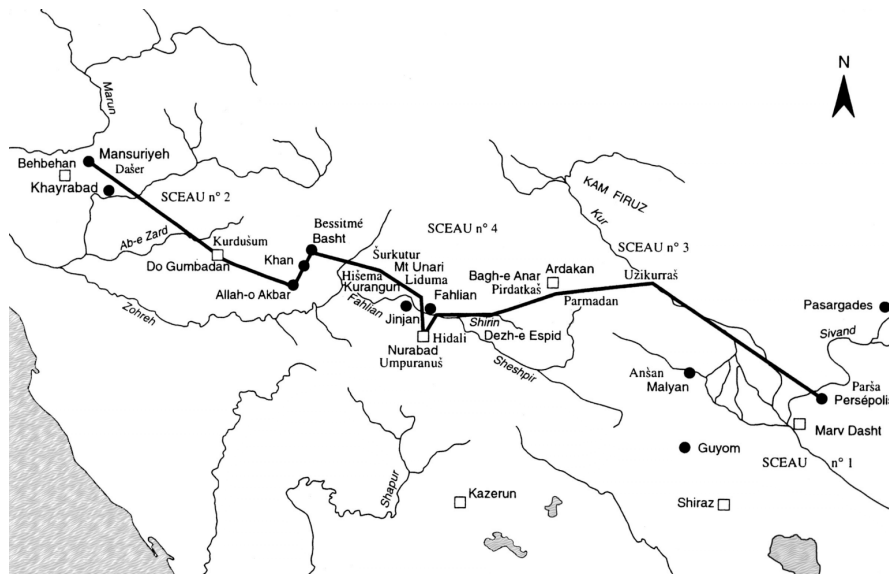 N
Marun
Mansuriyeh
Behbehan
Dašer
Khayrabad
SCEAU n° 2
KAM FIRUZ
Kur
Bessitmé
SCEAU n° 4
Ab-e Zard
Kurdušum
Basht
SCEAU n° 3
Do Gumbadan
Khan
Šurkutur
Mt Unari
Hišema
Liduma
Kurangun
Bagh-e Anar
Ardakan
Užikurraš
Pirdatkaš
Allah-o Akbar
Fahlian
Fahlian
Parmadan
Pasargades
Zohreh
Jinjan
Shirin
Sivand
Hidali
Dezh-e Espid
Nurabad
Umpuranuš
Sheshpir
Anšan
Malyan
Parša
Persépolis
Marv Dasht
Guyom
SCEAU n° 1
Shapur
Kazerun
Shiraz